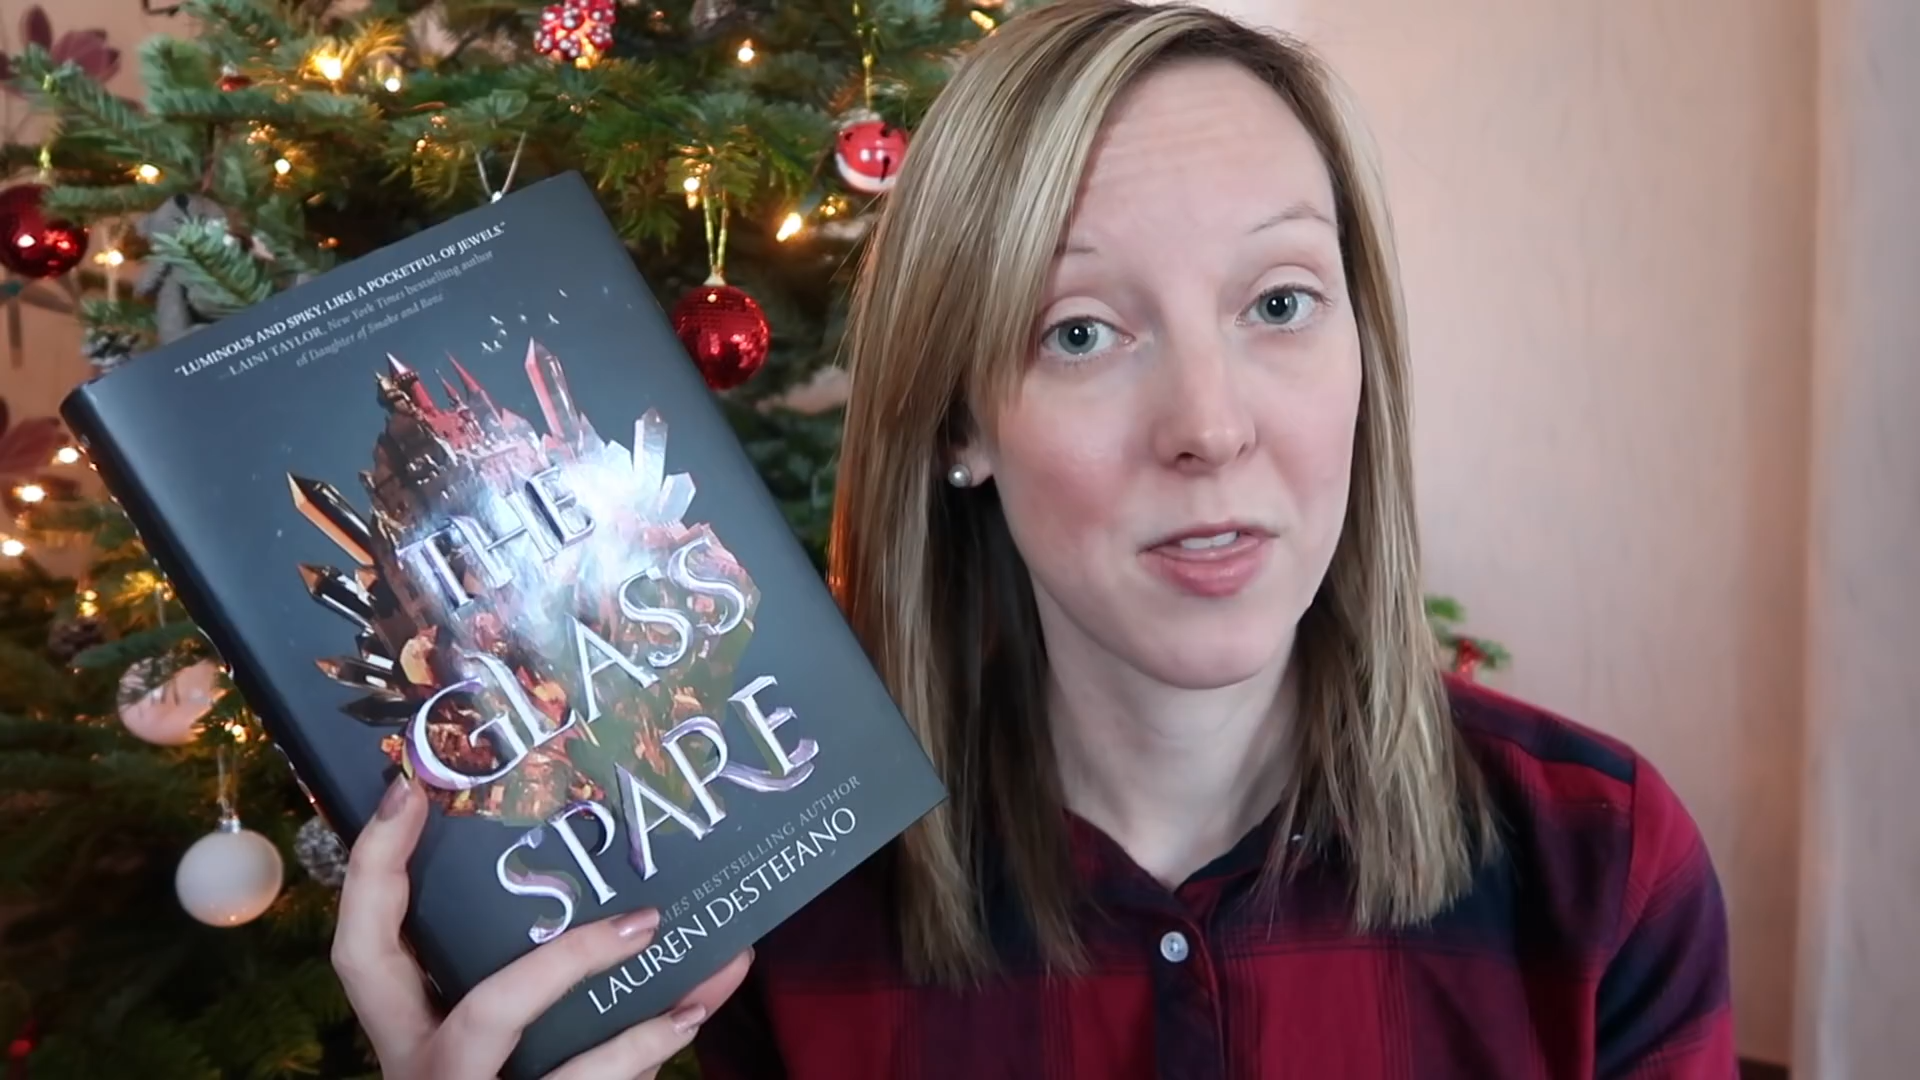 "LUMINOUS AND SPIKY, LIKE A POCKETFUL OF JEWELS."
—LAINI TAYLOR, New York Times bestselling author
of Daughter of Smoke and Bone
THE
GLASS
SPARE
BESTSELLING AUTHOR
LAUREN DESTEFANO